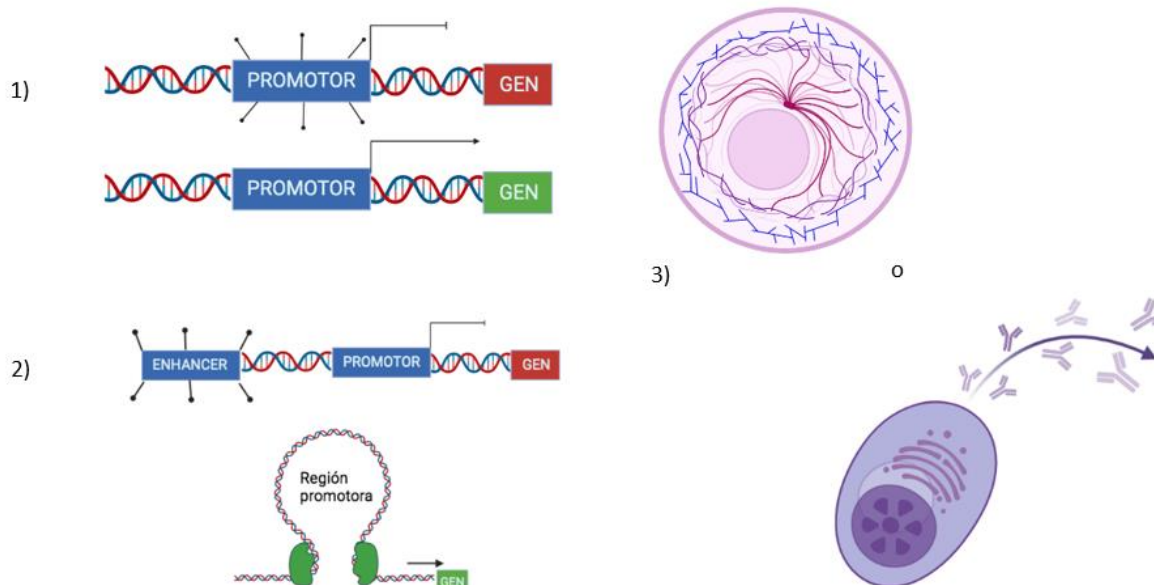 1)
PROMOTOR
GEN
PROMOTOR
GEN
2)
ENHANCER
PROMOTOR
GEN
Región
promotora
GEN
3)
o